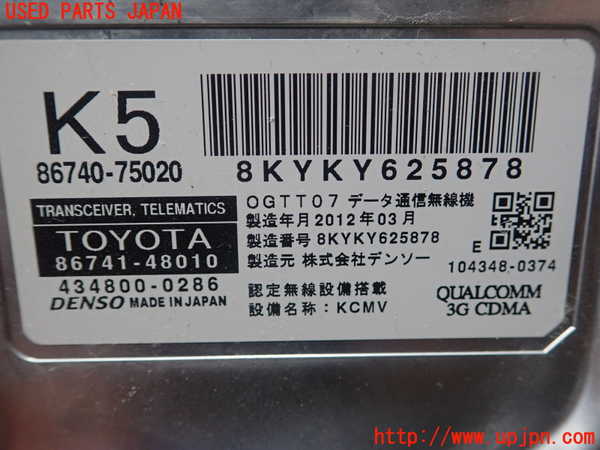 USED PARTS JAPAN
K5
86740-75020
8KYKY625878
TRANSCEIVER, TELEMATICS
TOYOTA
86741-48010
434800-0286
DENSO MADE IN JAPAN
OGTT07 データ通信無線機
製造年月2012年03月
製造番号 8KYKY625878
製造元 株式会社デンソー
認定無線設備搭載
設備名称：KCMV
E
104348-0374
QUALCOMM
3G CDMA
http://www.upjpn.com/